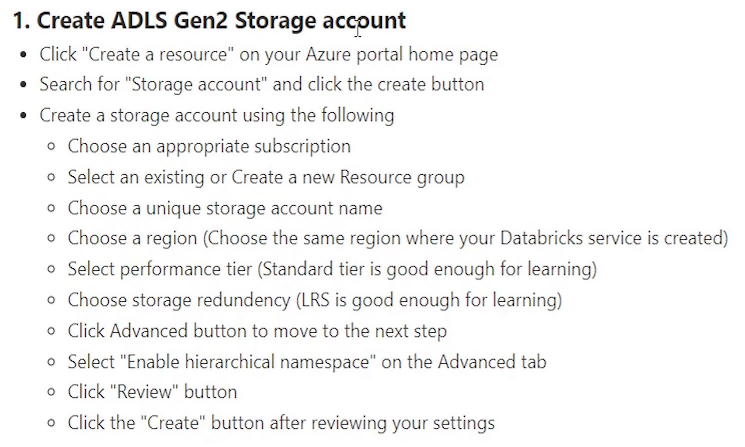 1. Create ADLS Gen2 Storage account
• Click "Create a resource" on your Azure portal home page
• Search for "Storage account" and click the create button
• Create a storage account using the following
○ Choose an appropriate subscription
○ Select an existing or Create a new Resource group
○ Choose a unique storage account name
○ Choose a region (Choose the same region where your Databricks service is created)
○ Select performance tier (Standard tier is good enough for learning)
○ Choose storage redundancy (LRS is good enough for learning)
○ Click Advanced button to move to the next step
○ Select "Enable hierarchical namespace" on the Advanced tab
○ Click "Review" button
○ Click the "Create" button after reviewing your settings